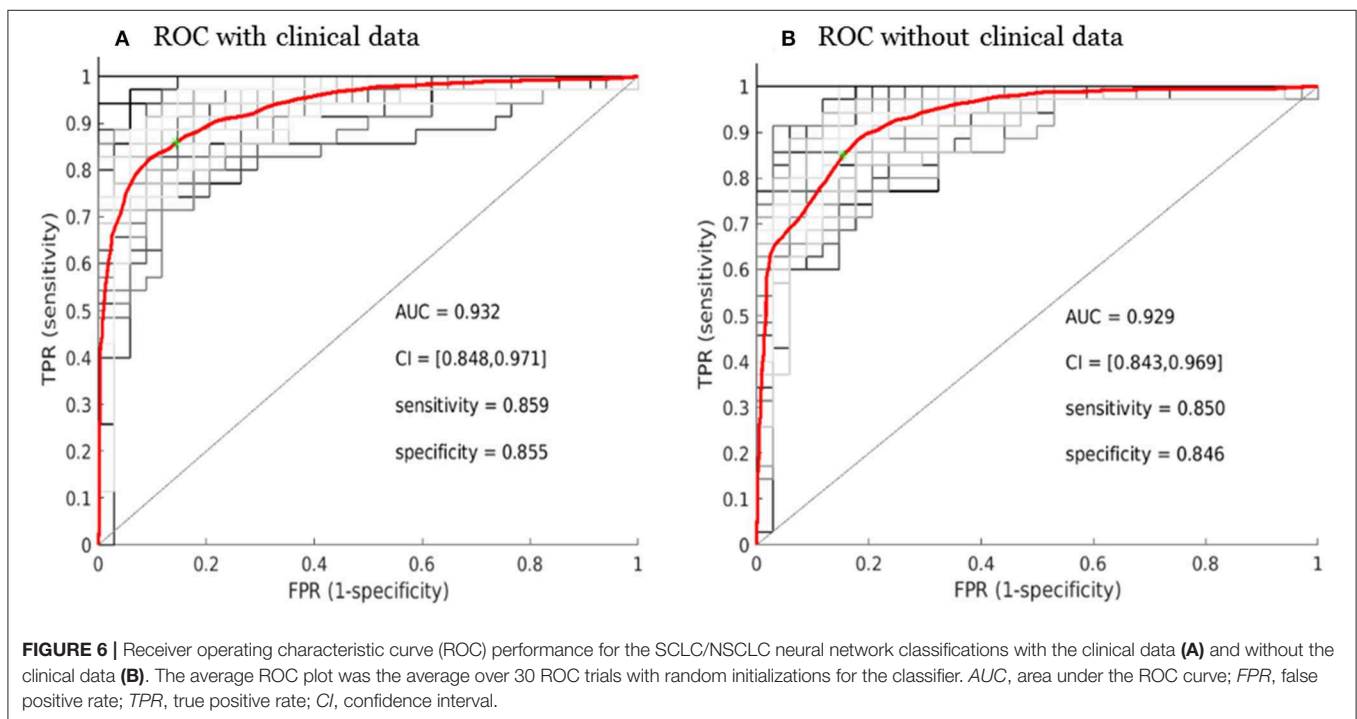 A ROC with clinical data
1
0.9
0.8
0.7
0.6
0.5
0.4
0.3
0.2
0.1
0
TPR (sensitivity)
AUC = 0.932
CI = [0.848,0.971]
sensitivity = 0.859
specificity = 0.855
0 0.2 0.4 0.6 0.8 1
FPR (1-specificity)
B ROC without clinical data
1
0.9
0.8
0.7
0.6
0.5
0.4
0.3
0.2
0.1
0
TPR (sensitivity)
AUC = 0.929
CI = [0.843,0.969]
sensitivity = 0.850
specificity = 0.846
0 0.2 0.4 0.6 0.8 1
FPR (1-specificity)
FIGURE 6 | Receiver operating characteristic curve (ROC) performance for the SCLC/NSCLC neural network classifications with the clinical data (A) and without the
clinical data (B). The average ROC plot was the average over 30 ROC trials with random initializations for the classifier. AUC, area under the ROC curve; FPR, false
positive rate; TPR, true positive rate; CI, confidence interval.